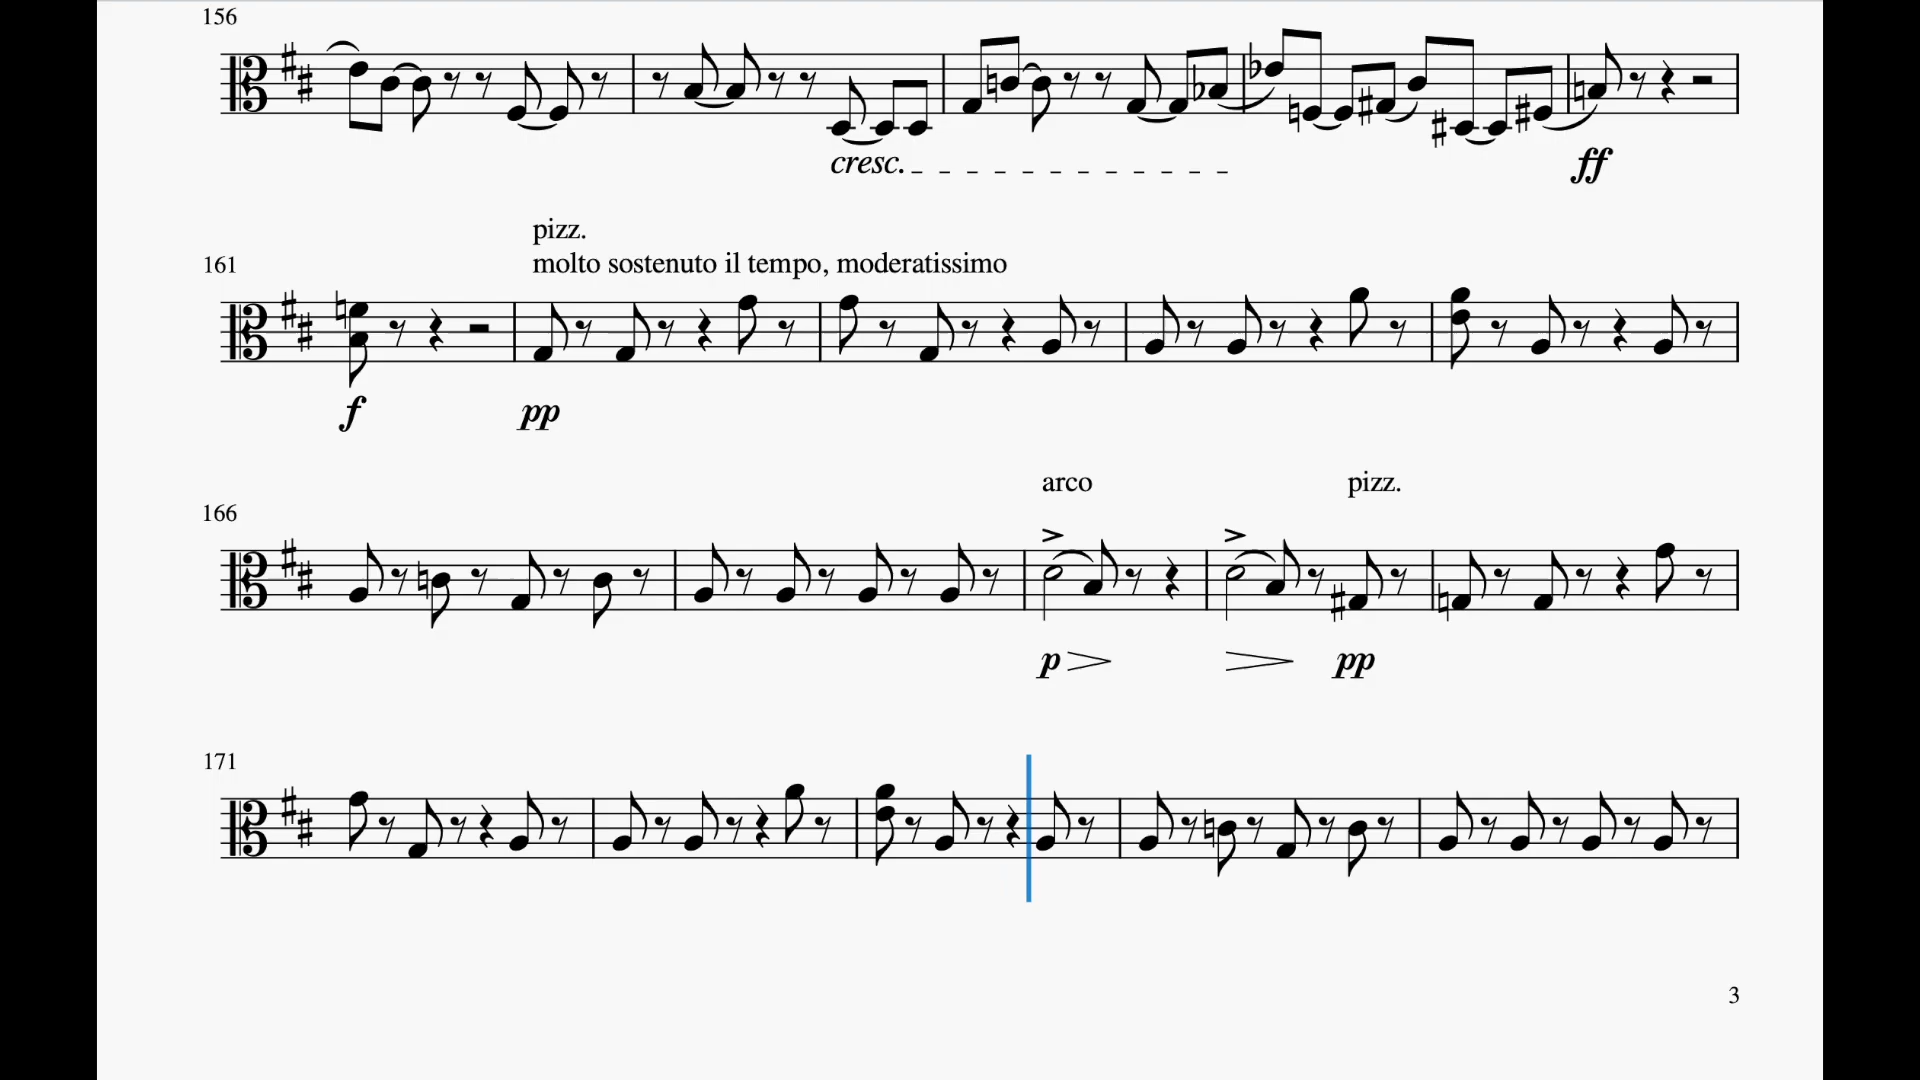 156
cresc.
ff
pizz.
161 molto sostenuto il tempo, moderatissimo
f pp
arco pizz.
166
p pp
171
3